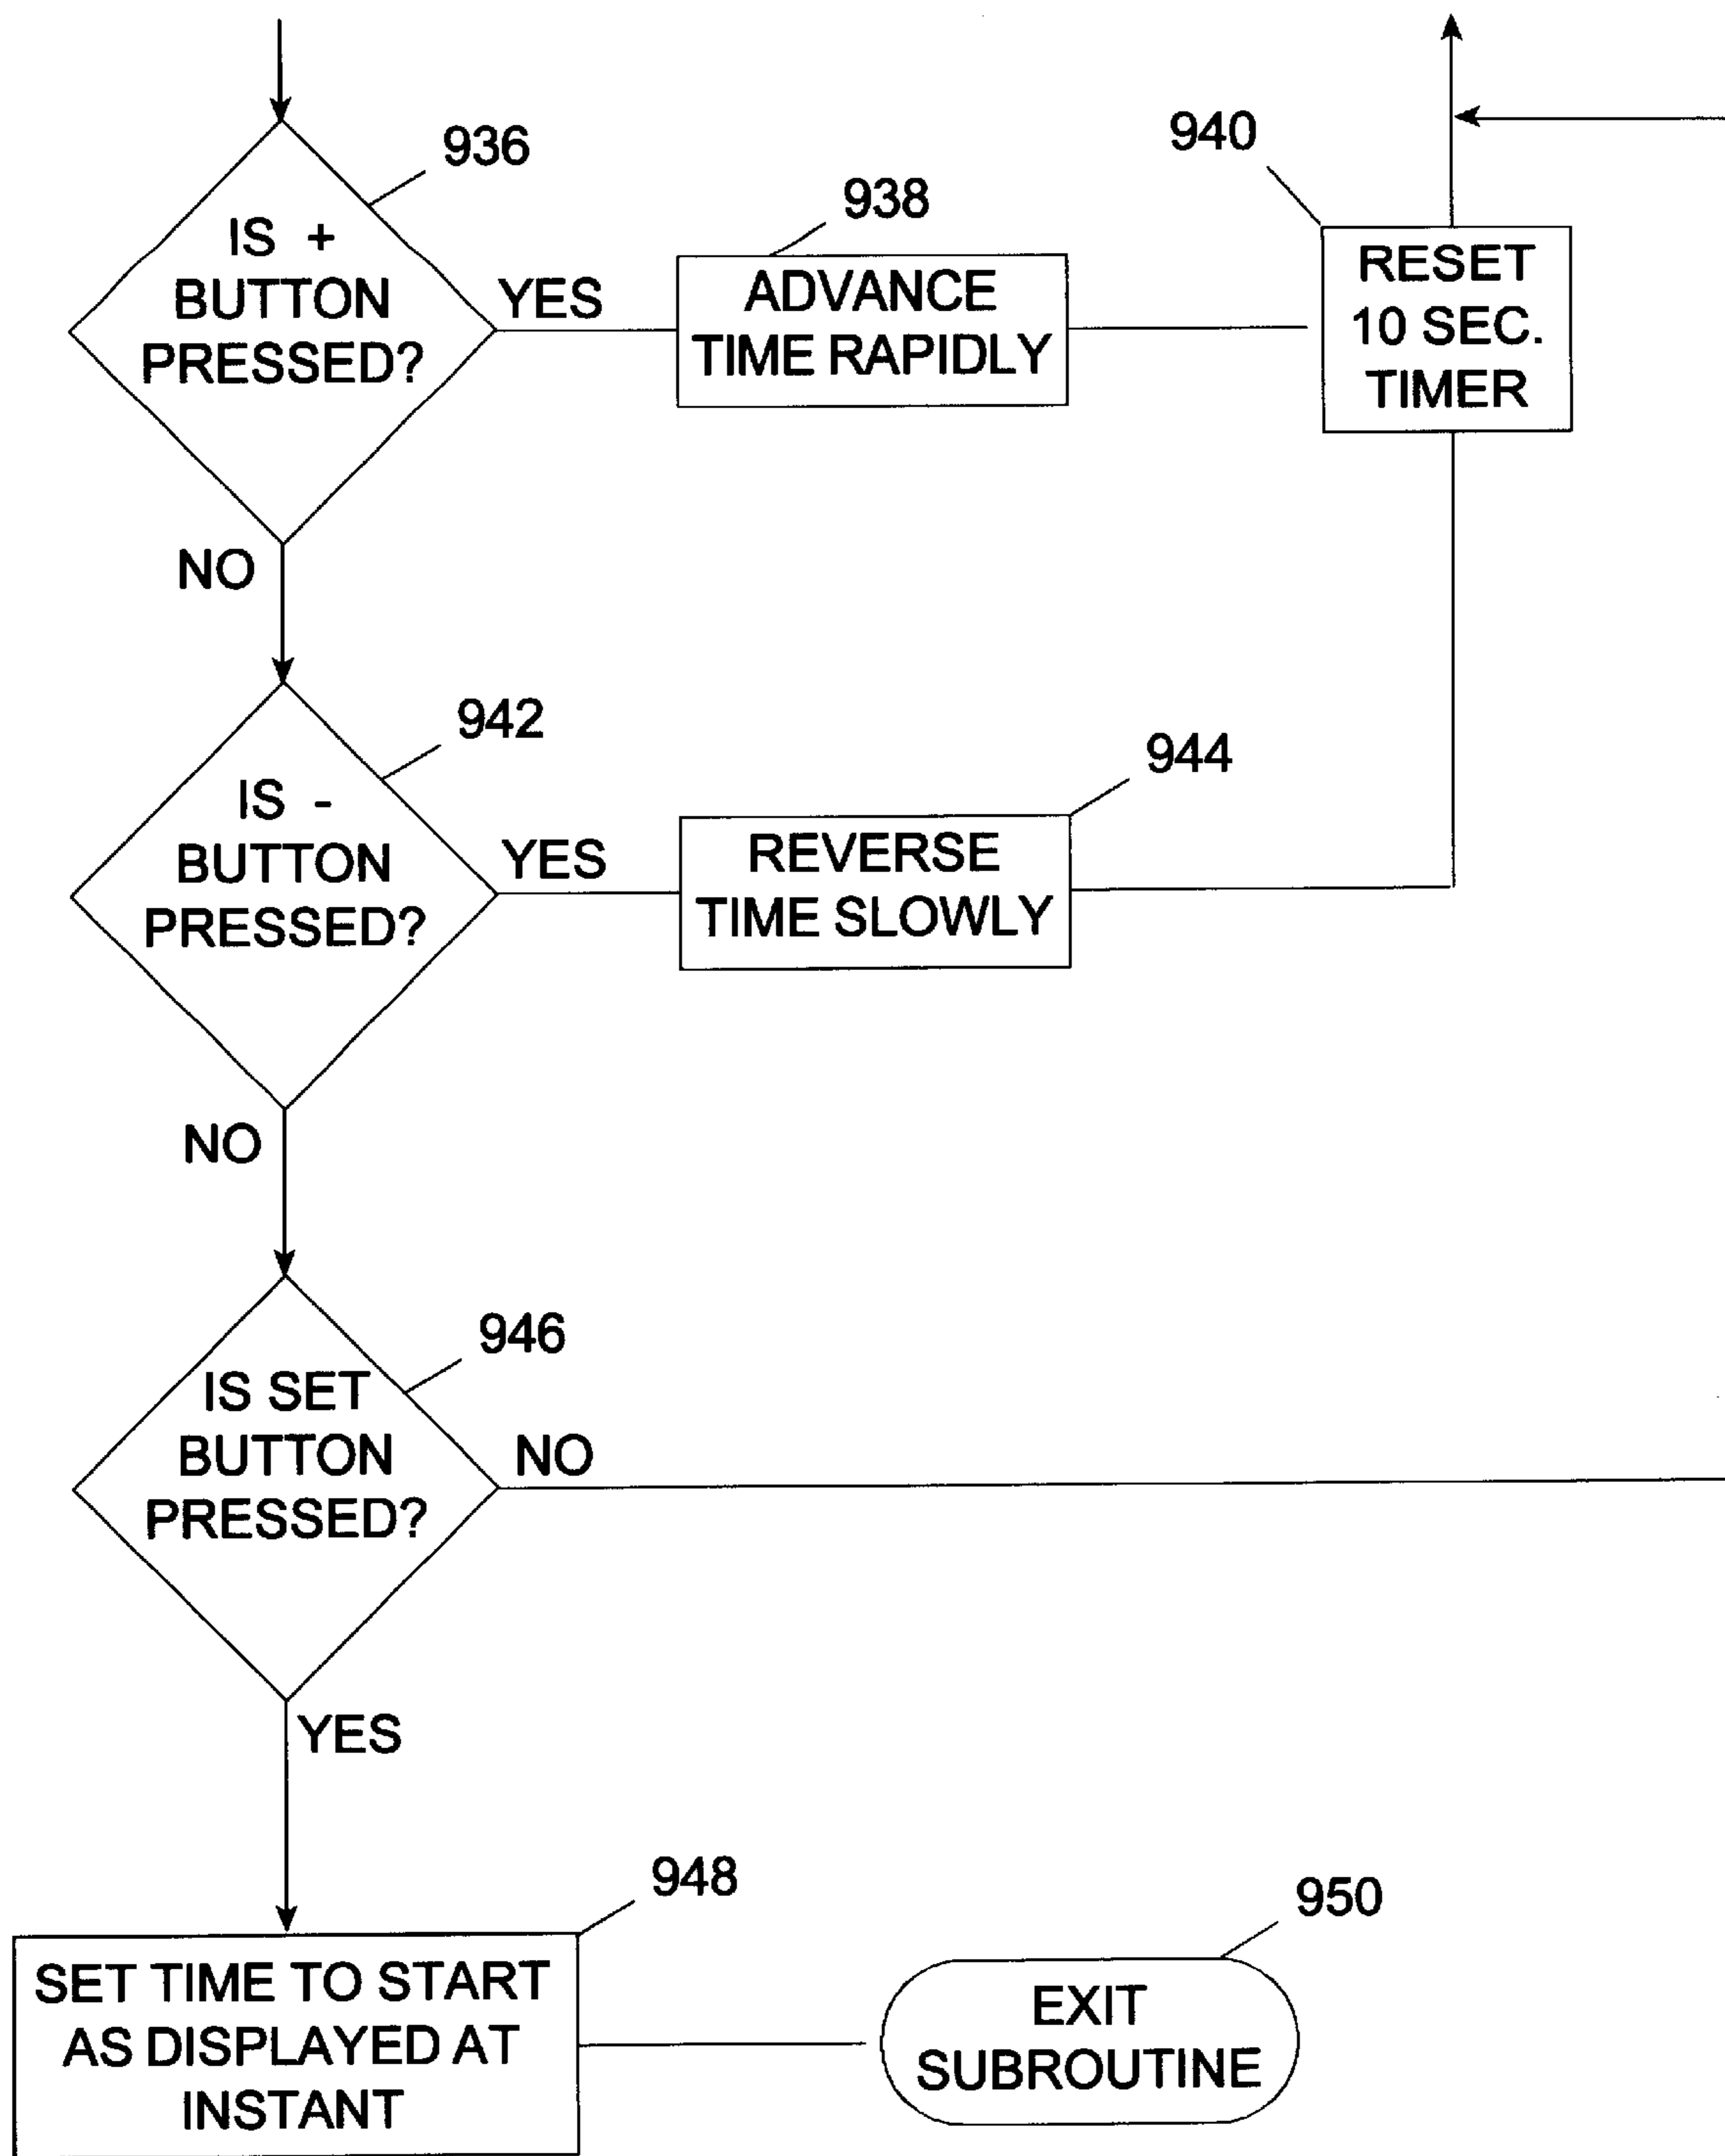 936
IS +
BUTTON
PRESSED?
YES
938
ADVANCE
TIME RAPIDLY
940
RESET
10 SEC.
TIMER
NO
942
IS -
BUTTON
PRESSED?
YES
944
REVERSE
TIME SLOWLY
NO
946
IS SET
BUTTON
PRESSED?
NO
YES
948
SET TIME TO START
AS DISPLAYED AT
INSTANT
950
EXIT
SUBROUTINE